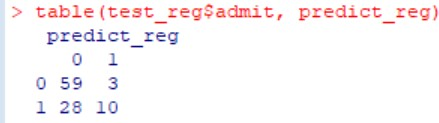 > table(test_reg$admit, predict_reg)
predict_reg
0 1
0 59 3
1 28 10